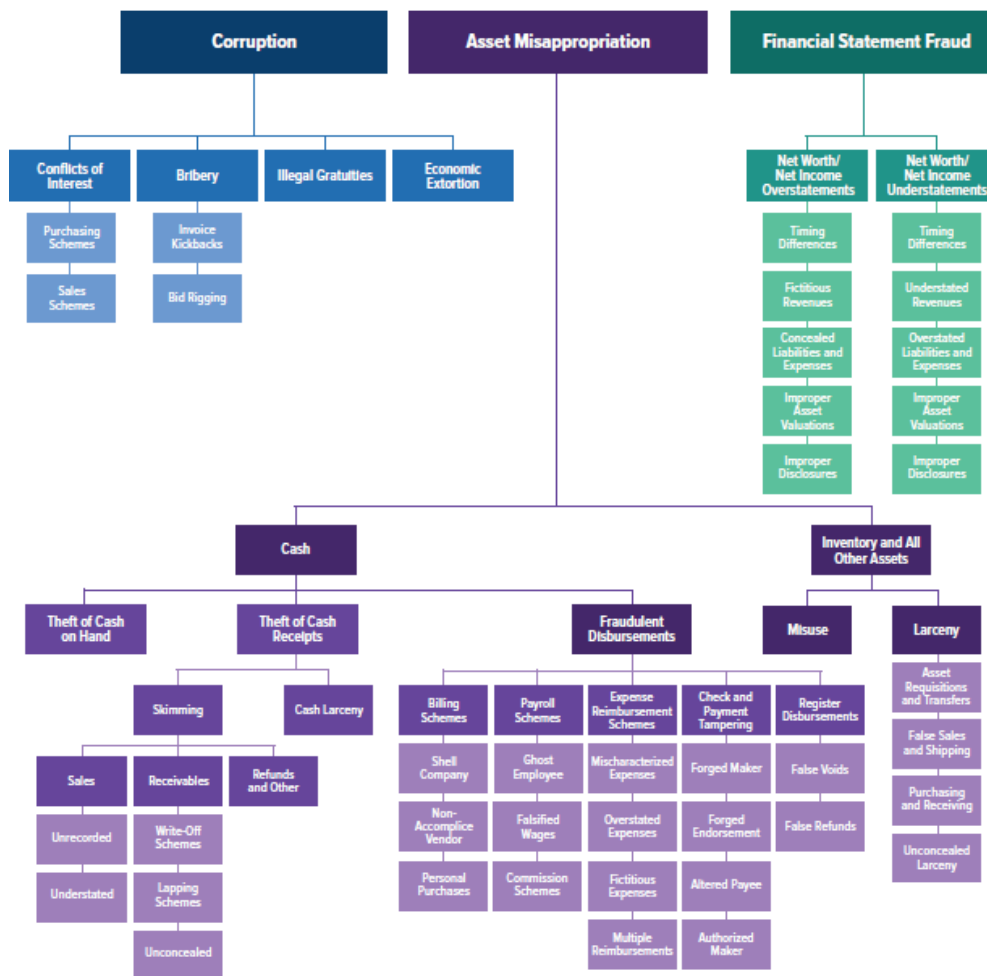 Corruption
Asset Misappropriation
Financial Statement Fraud
Conflicts of
Interest
Bribery
Illegal Gratuities
Economic
Extortion
Purchasing
Schemes
Sales
Schemes
Invoice
Kickbacks
Bid Rigging
Net Worth/
Net Income
Overstatements
Net Worth/
Net Income
Understatements
Timing
Differences
Fictitious
Revenues
Concealed
Liabilities and
Expenses
Improper
Asset
Valuations
Improper
Disclosures
Timing
Differences
Understated
Revenues
Overstated
Liabilities and
Expenses
Improper
Asset
Valuations
Improper
Disclosures
Cash
Inventory and All
Other Assets
Theft of Cash
on Hand
Theft of Cash
Receipts
Fraudulent
Disbursements
Misuse
Larceny
Skimming
Cash Larceny
Sales
Receivables
Refunds
and Other
Unrecorded
Understated
Write-Off
Schemes
Lapping
Schemes
Unconcealed
Billing
Schemes
Shell
Company
Non-
Accomplice
Vendor
Personal
Purchases
Payroll
Schemes
Ghost
Employee
Falsified
Wages
Commission
Schemes
Expense
Reimbursement
Schemes
Mischaracterized
Expenses
Overstated
Expenses
Fictitious
Expenses
Multiple
Reimbursements
Check and
Payment
Tampering
Forged Maker
Forged
Endorsement
Altered Payee
Authorized
Maker
Register
Disbursements
False Voids
False Refunds
Asset
Requisitions
and Transfers
False Sales
and Shipping
Purchasing
and Receiving
Unconcealed
Larceny